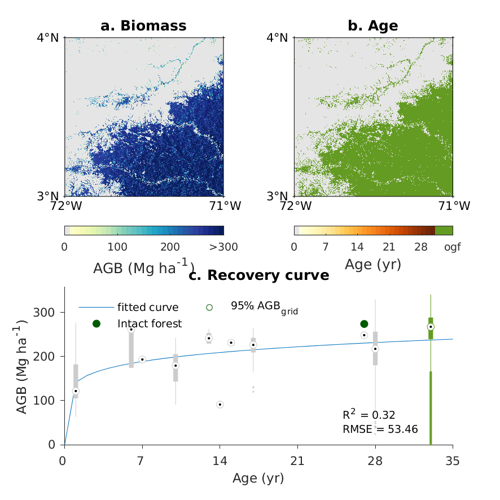 a. Biomass
b. Age
4°N
3°N
72°W
71°W
4°N
3°N
72°W
71°W
0
100
200
>300
AGB (Mg ha-1)
0
7
14
21
28
ogf
Age (yr)
c. Recovery curve
fitted curve
95% AGBgrid
Intact forest
AGB (Mg ha-1)
300
200
100
0
R2 = 0.32
RMSE = 53.46
0
7
14
21
28
35
Age (yr)